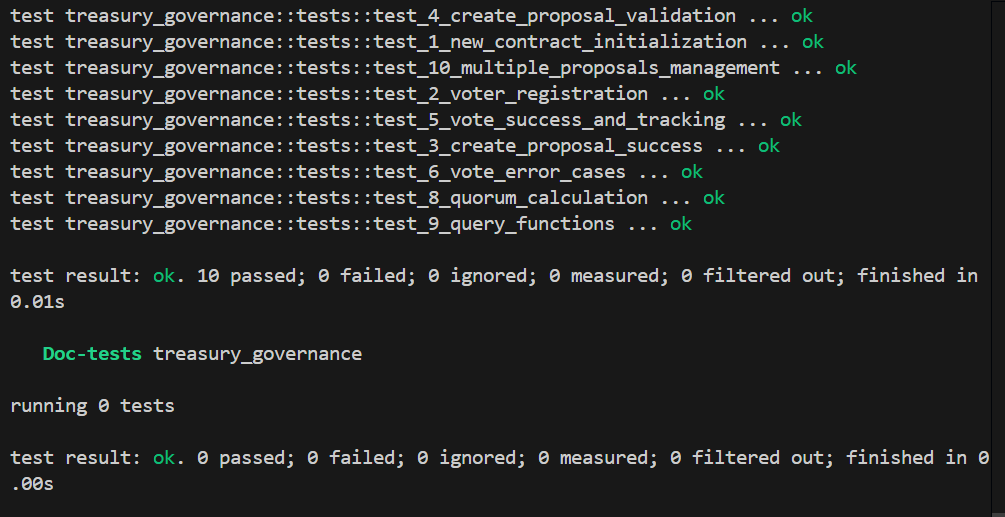 test treasury_governance::tests::test_4_create_proposal_validation ... ok
test treasury_governance::tests::test_1_new_contract_initialization ... ok
test treasury_governance::tests::test_10_multiple_proposals_management ... ok
test treasury_governance::tests::test_2_voter_registration ... ok
test treasury_governance::tests::test_5_vote_success_and_tracking ... ok
test treasury_governance::tests::test_3_create_proposal_success ... ok
test treasury_governance::tests::test_6_vote_error_cases ... ok
test treasury_governance::tests::test_8_quorum_calculation ... ok
test treasury_governance::tests::test_9_query_functions ... ok
test result: ok. 10 passed; 0 failed; 0 ignored; 0 measured; 0 filtered out; finished in
0.01s
Doc-tests treasury_governance
running 0 tests
test result: ok. 0 passed; 0 failed; 0 ignored; 0 measured; 0 filtered out; finished in 0
.00s